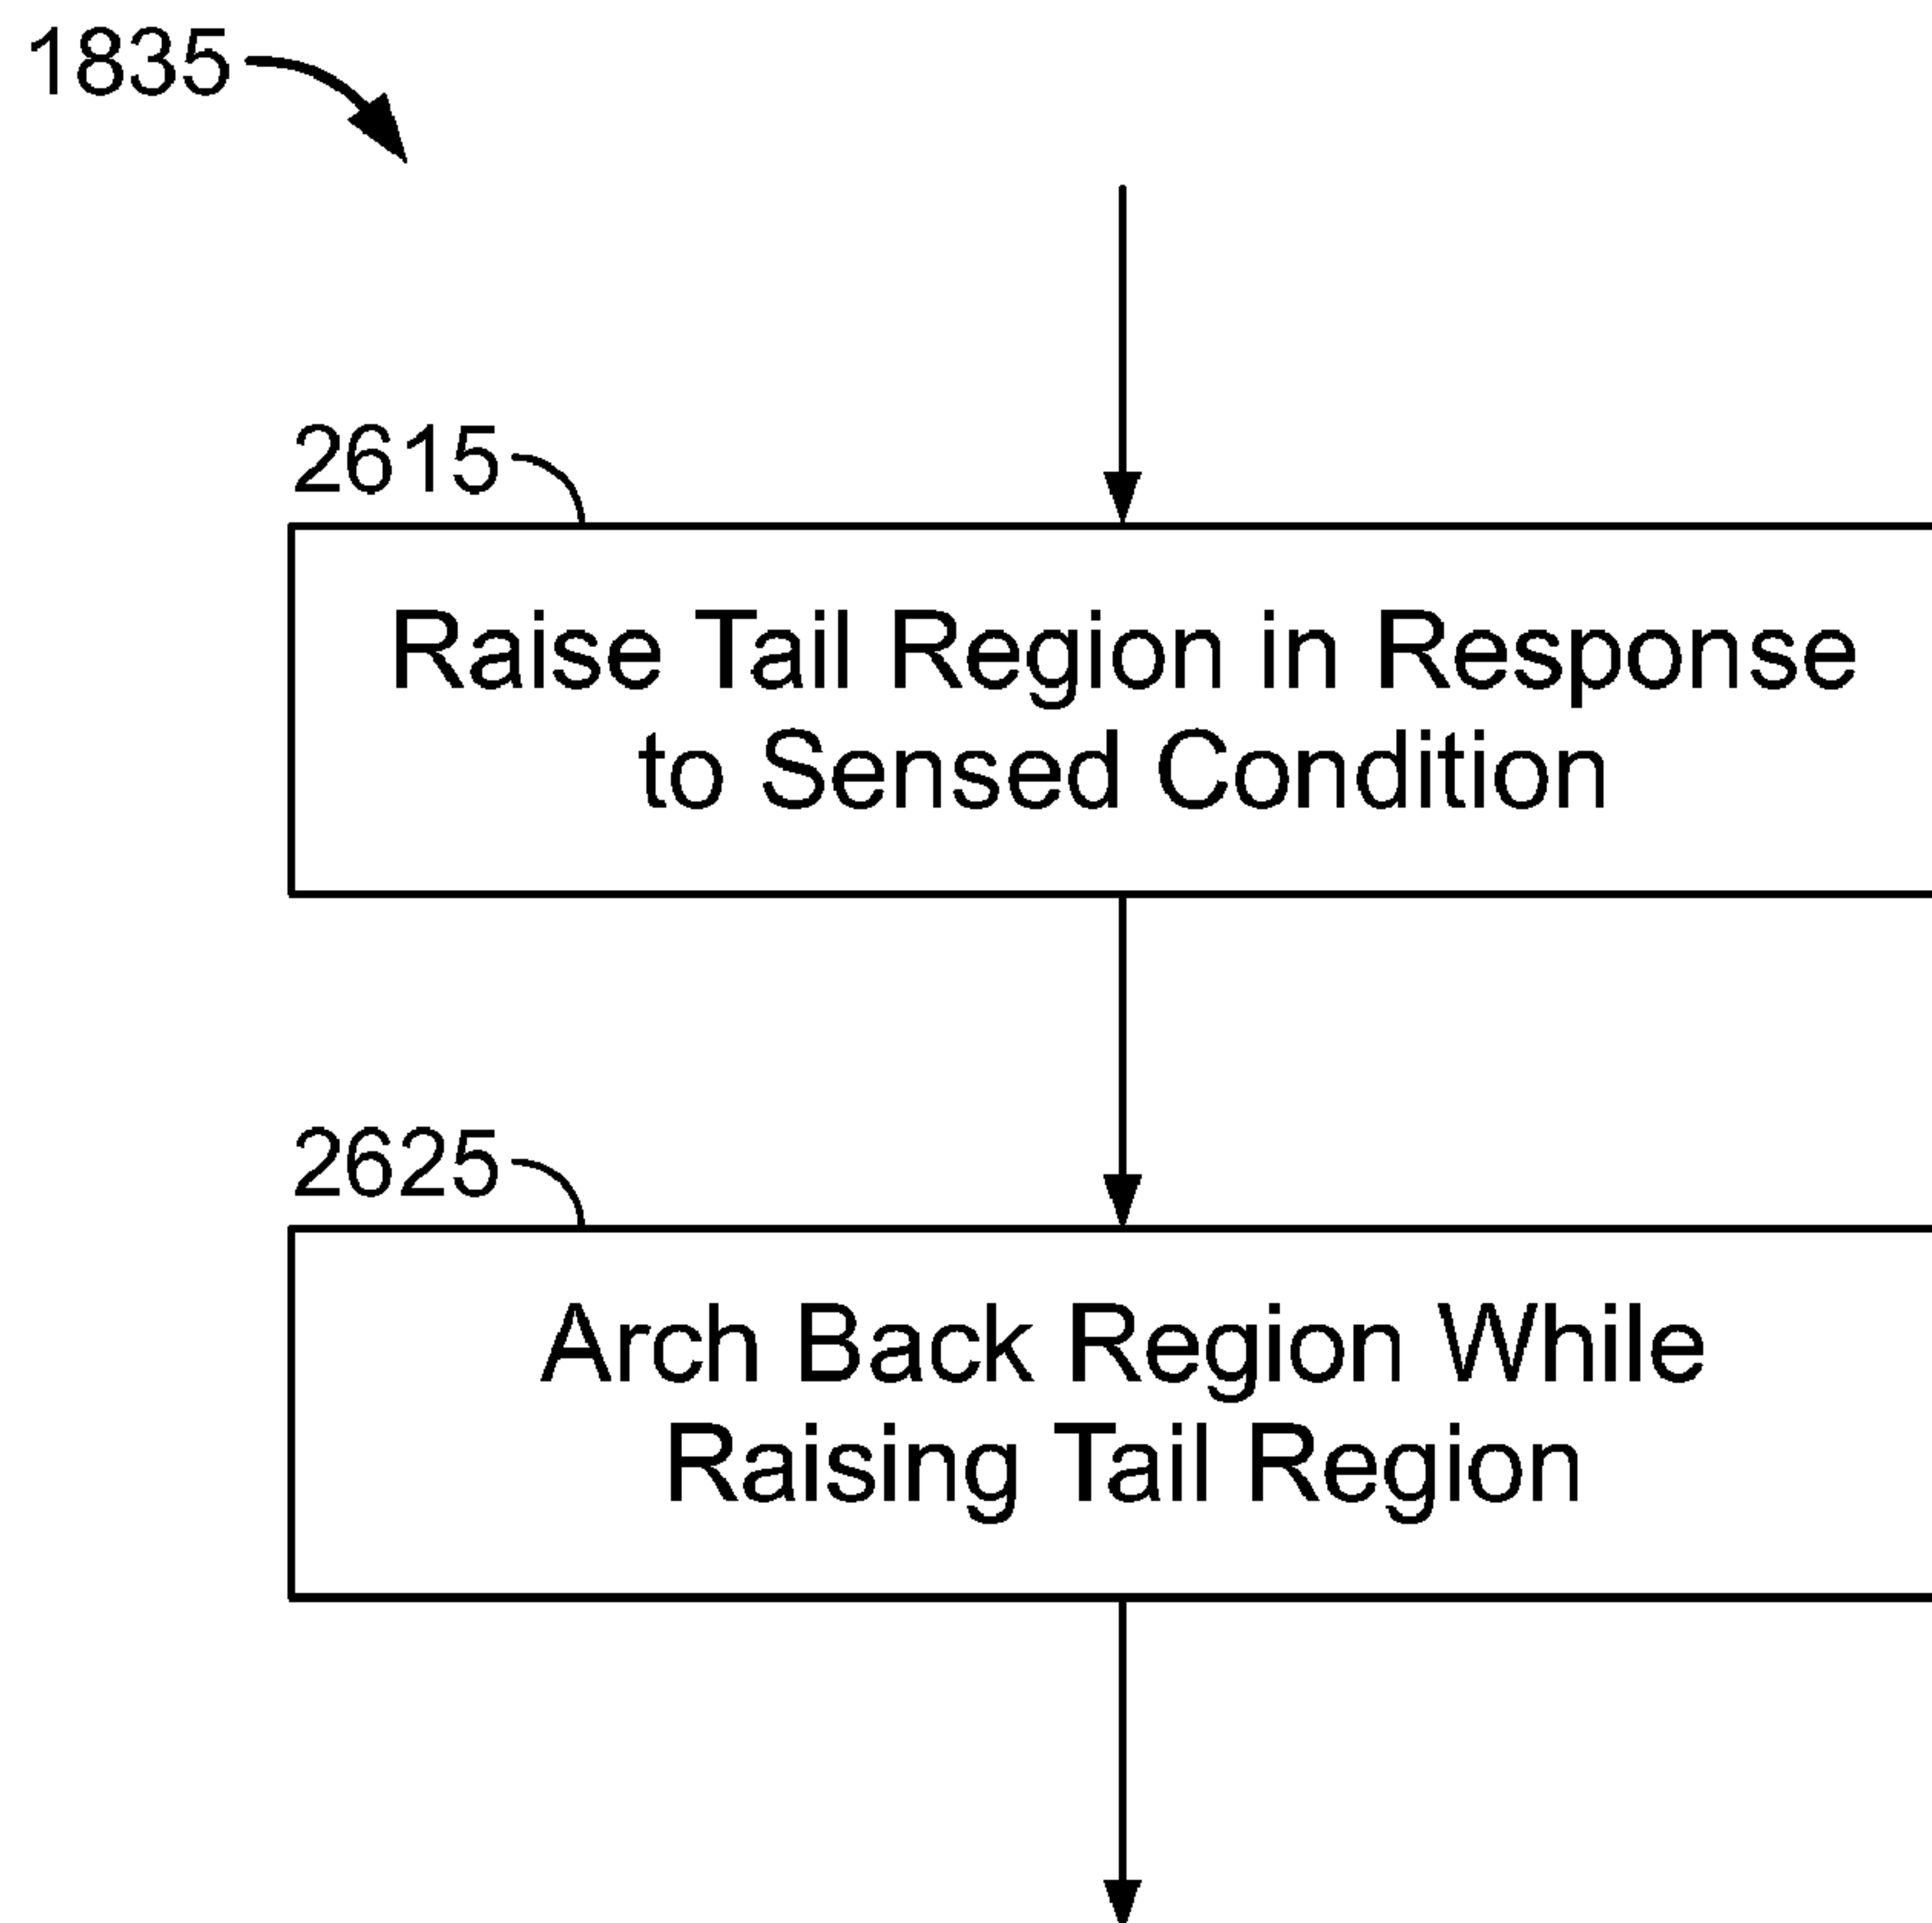 1835
2615
Raise Tail Region in Response
to Sensed Condition
2625
Arch Back Region While
Raising Tail Region